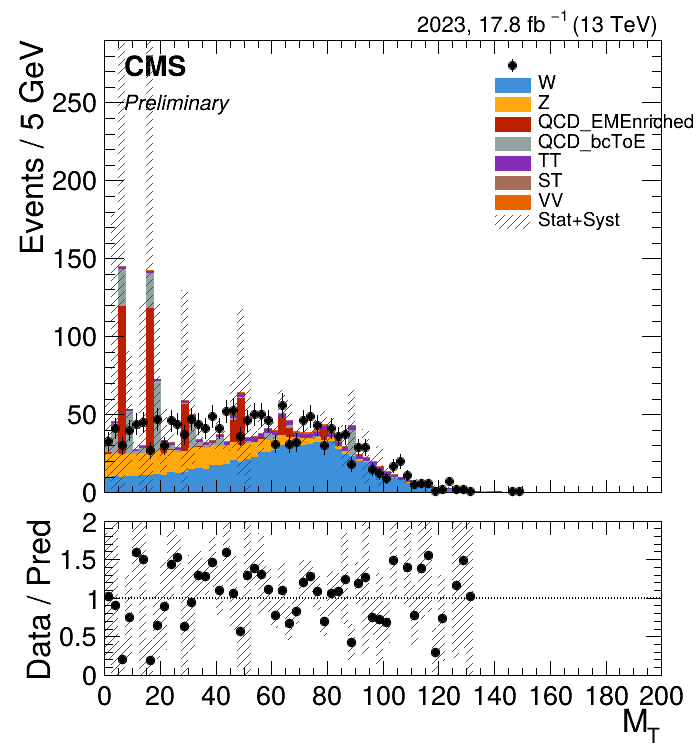 2023, 17.8 fb⁻¹ (13 TeV)
CMS
Preliminary
Events / 5 GeV
250
200
150
100
50
0
W
Z
QCD_EMEnriched
QCD_bcToE
TT
ST
VV
Stat+Syst
Data / Pred
2
1.5
1
0.5
0
0 20 40 60 80 100 120 140 160 180 200
M_T